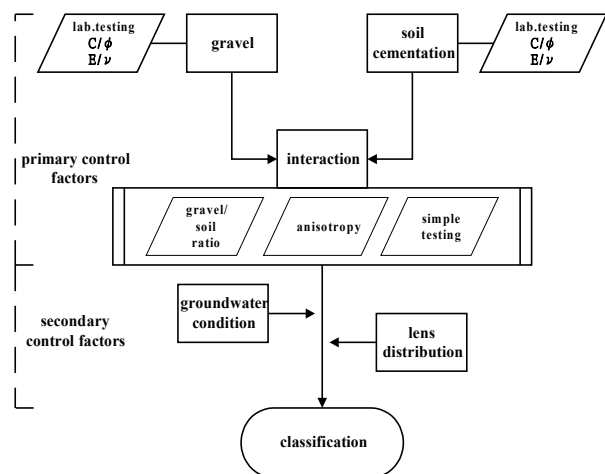 lab.testing
C/ϕ
E/ν
gravel
soil
cementation
lab.testing
C/ϕ
E/ν
interaction
primary control
factors
gravel/
soil
ratio
anisotropy
simple
testing
groundwater
condition
secondary
control factors
lens
distribution
classification